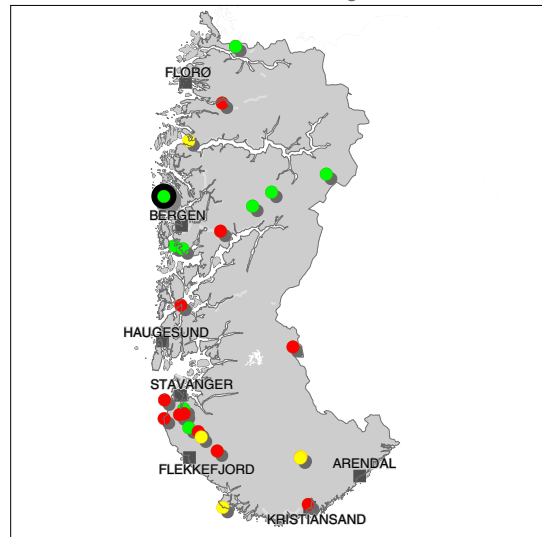 FLORØ
BERGEN
HAUGESUND
STAVANGER
FLEKKEFJORD
ARENDAL
KRISTIANSAND